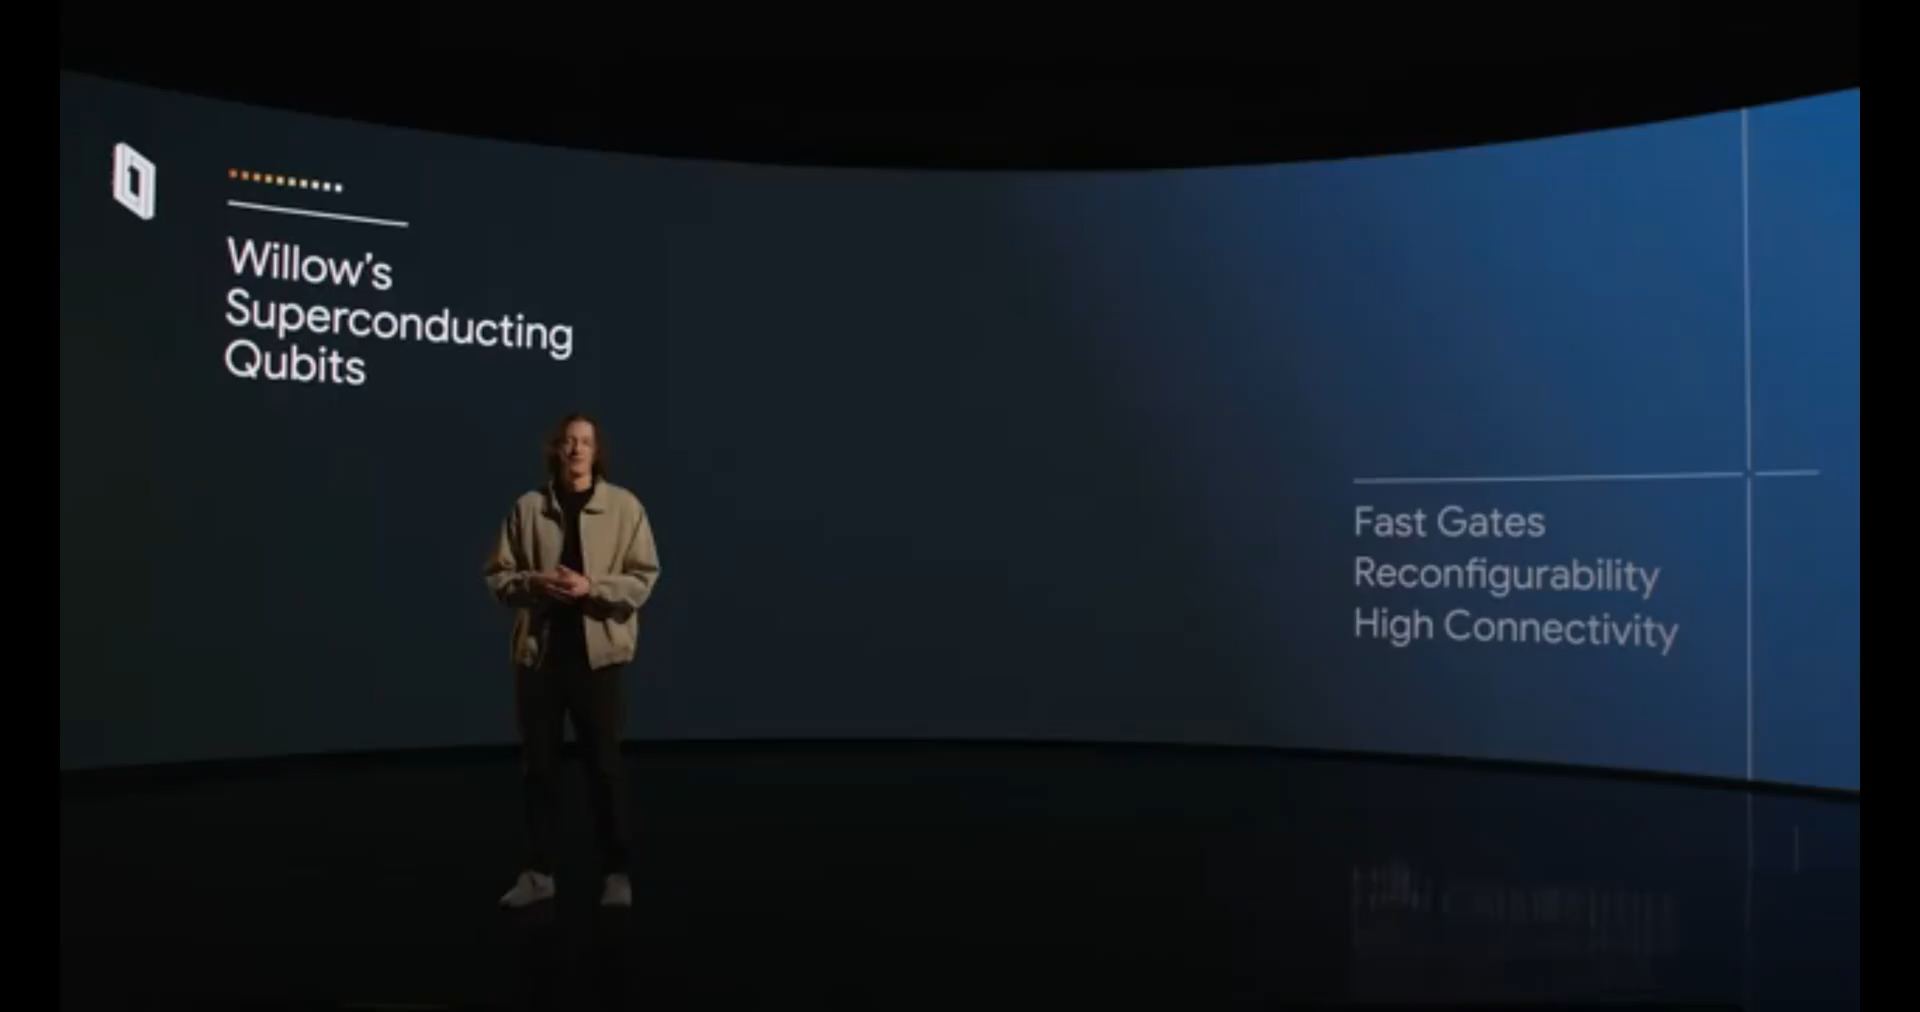 Willow's
Superconducting
Qubits
Fast Gates
Reconfigurability
High Connectivity